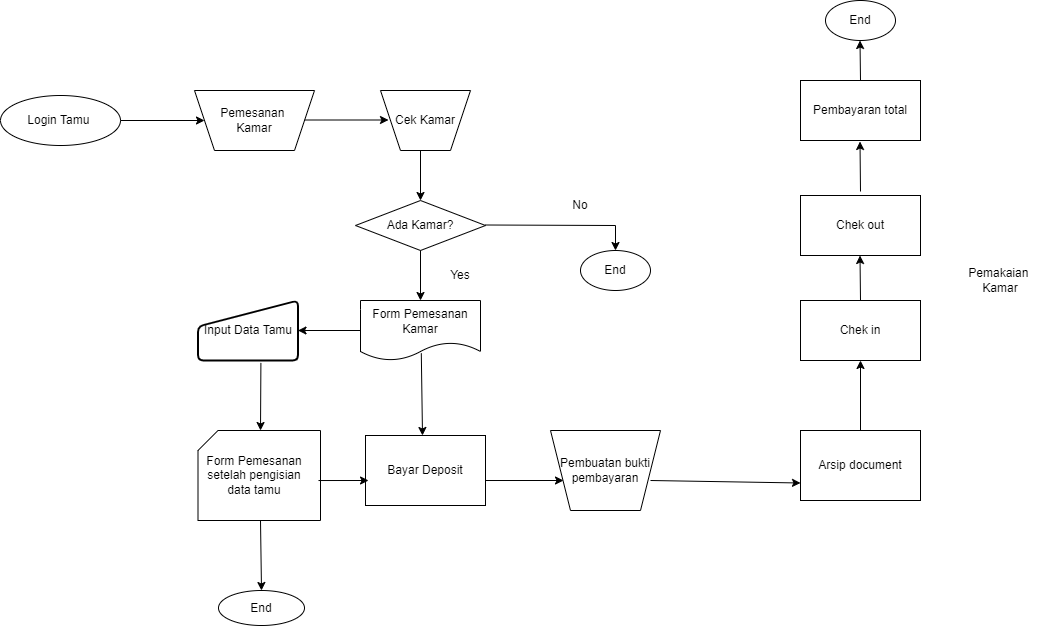 End
Pembayaran total
Login Tamu
Pemesanan
Kamar
Cek Kamar
Ada Kamar?
No
End
Yes
Chek out
Pemakaian
Kamar
Form Pemesanan
Kamar
Input Data Tamu
Chek in
Form Pemesanan
setelah pengisian
data tamu
Bayar Deposit
Pembuatan bukti
pembayaran
Arsip document
End